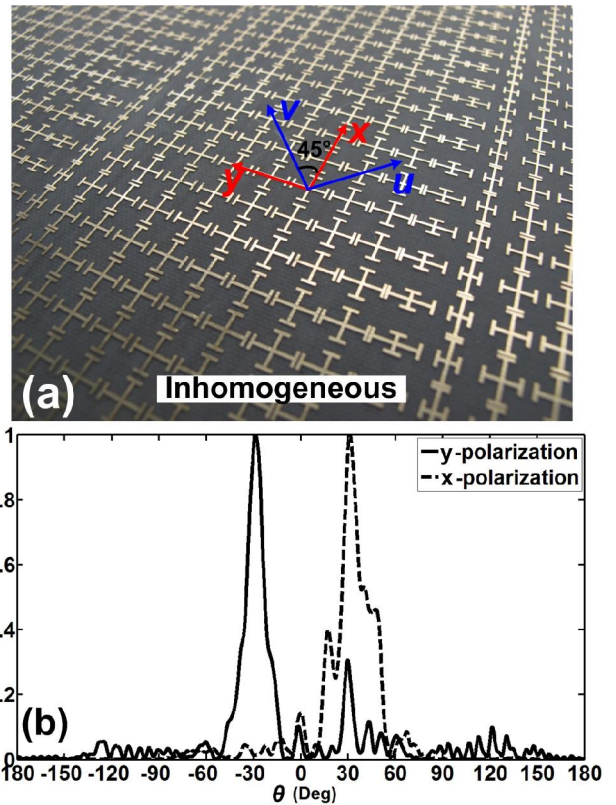 v
45°
x
y
u
(a)
Inhomogeneous
1
.8
.6
.4
.2
0
y-polarization
x-polarization
(b)
-180 -150 -120 -90 -60 -30 0 30 60 90 120 150 180
θ (Deg)